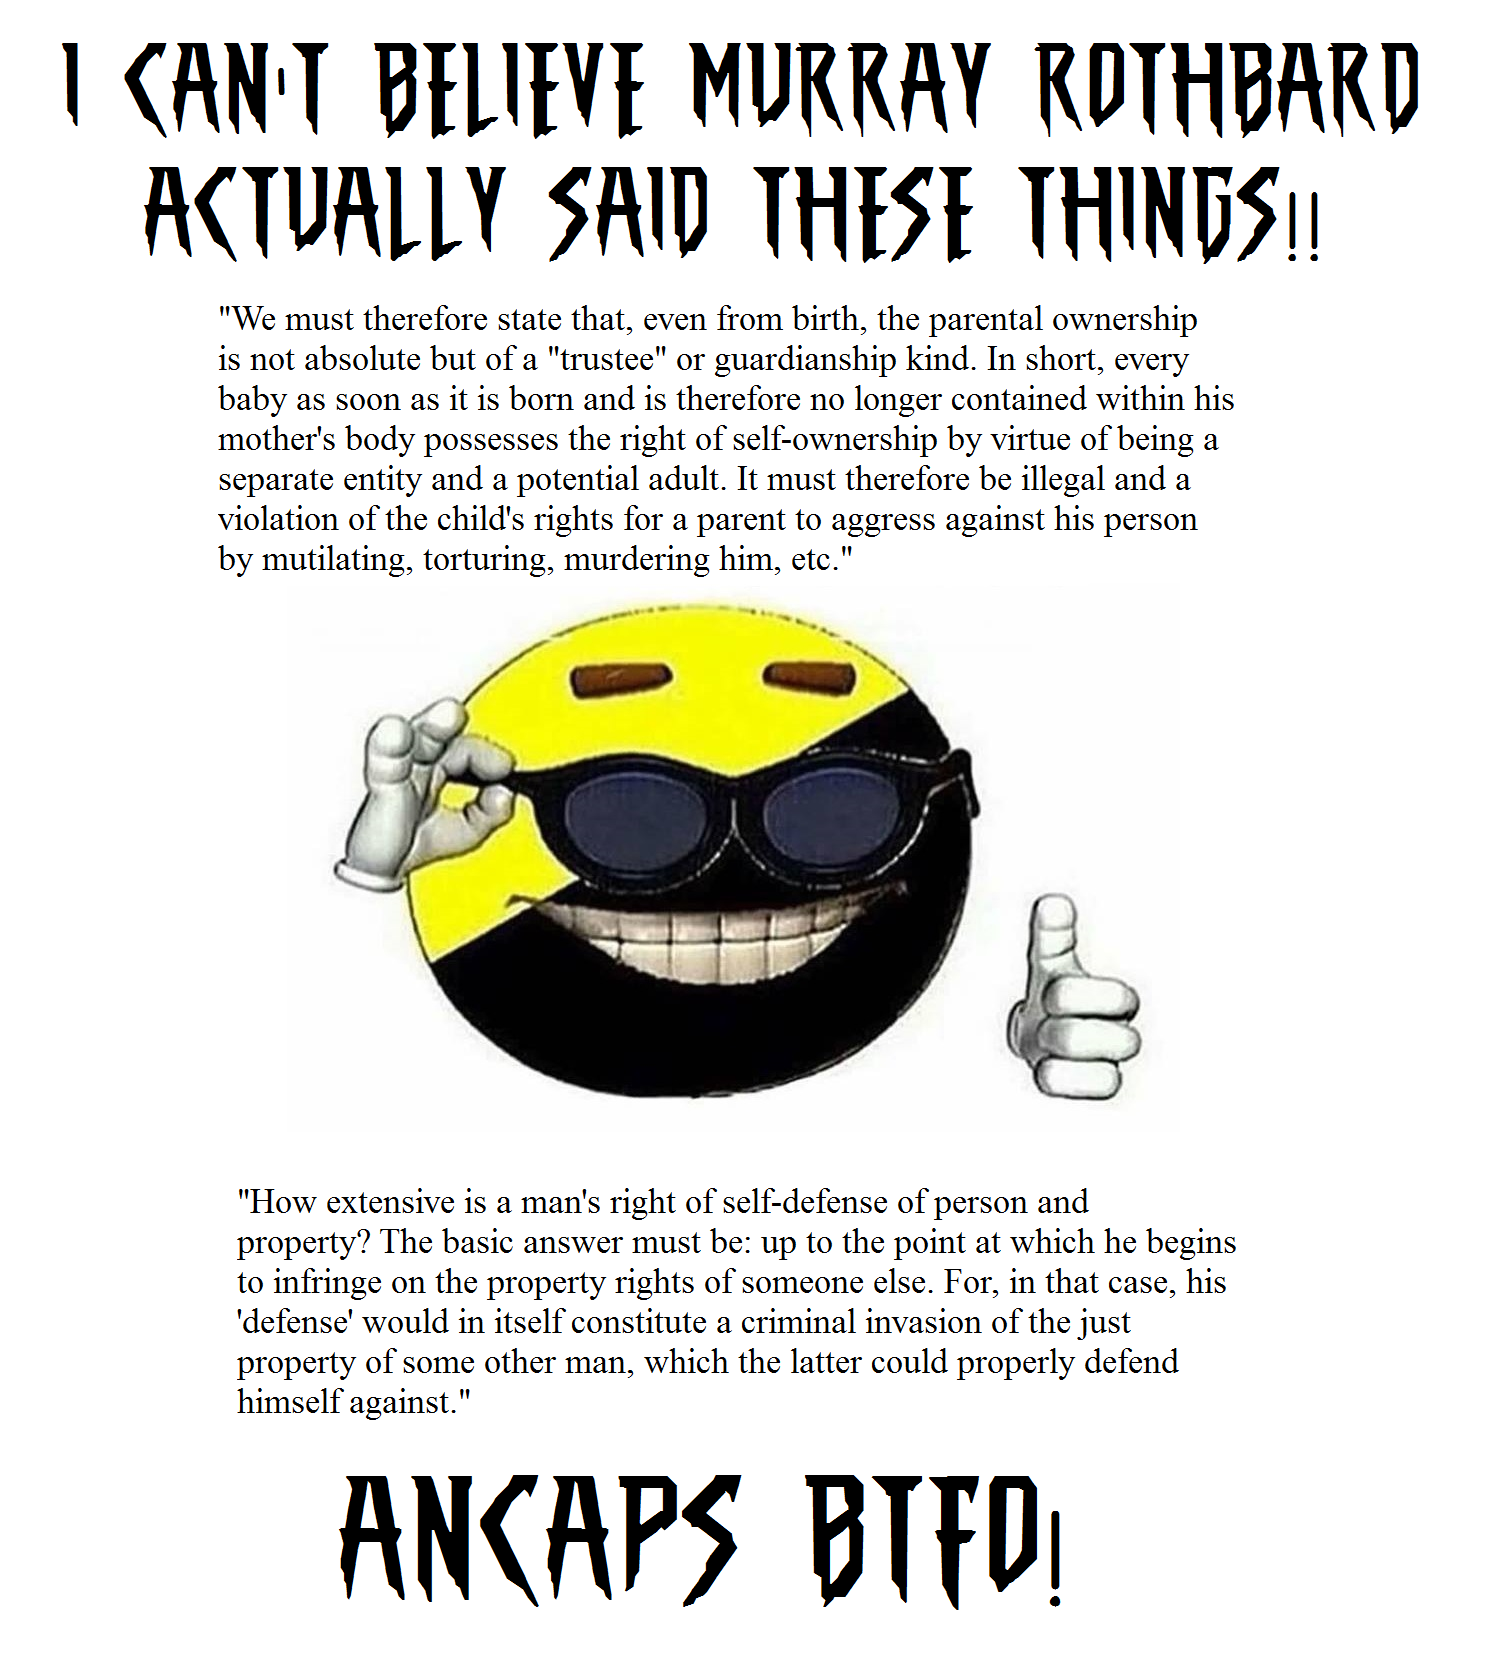 I CAN'T BELIEVE MURRAY ROTHBARD
ACTUALLY SAID THESE THINGS!!
"We must therefore state that, even from birth, the parental ownership
is not absolute but of a "trustee" or guardianship kind. In short, every
baby as soon as it is born and is therefore no longer contained within his
mother's body possesses the right of self-ownership by virtue of being a
separate entity and a potential adult. It must therefore be illegal and a
violation of the child's rights for a parent to aggress against his person
by mutilating, torturing, murdering him, etc."
"How extensive is a man's right of self-defense of person and
property? The basic answer must be: up to the point at which he begins
to infringe on the property rights of someone else. For, in that case, his
'defense' would in itself constitute a criminal invasion of the just
property of some other man, which the latter could properly defend
himself against."
ANCAPS BTFO!